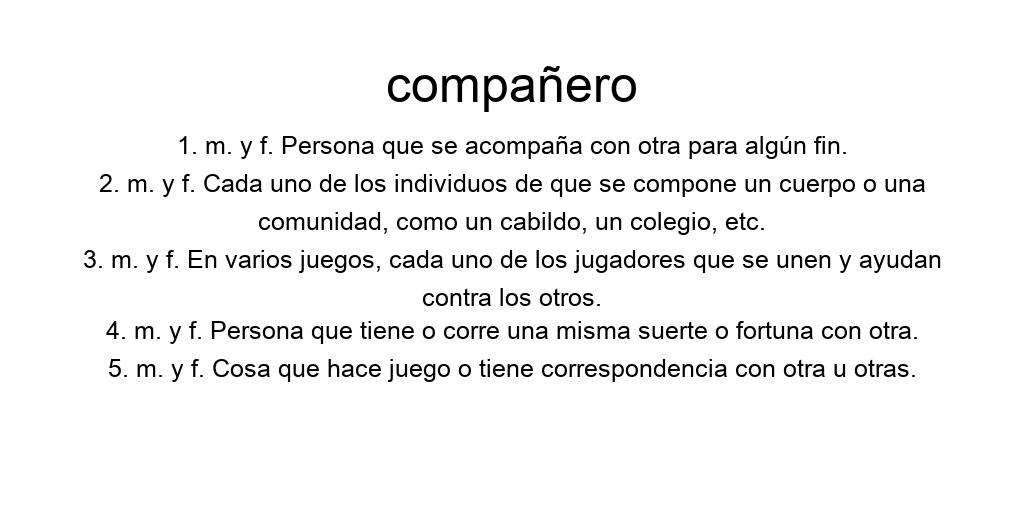 compañero
1. m. y f. Persona que se acompaña con otra para algún fin.
2. m. y f. Cada uno de los individuos de que se compone un cuerpo o una
comunidad, como un cabildo, un colegio, etc.
3. m. y f. En varios juegos, cada uno de los jugadores que se unen y ayudan
contra los otros.
4. m. y f. Persona que tiene o corre una misma suerte o fortuna con otra.
5. m. y f. Cosa que hace juego o tiene correspondencia con otra u otras.